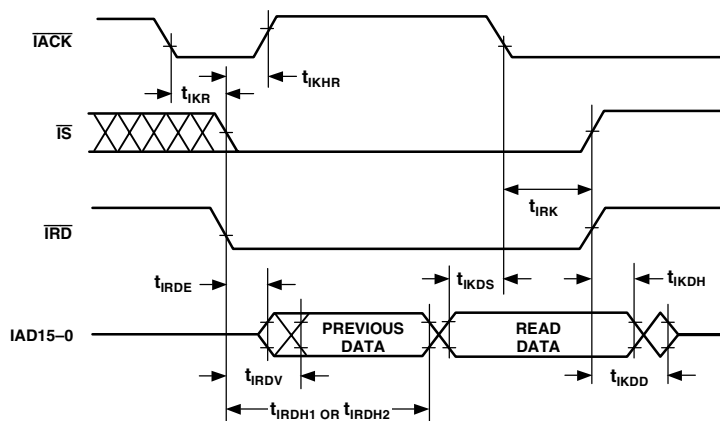 IACK
tIKHR
tIKR
IS
tIRK
IRD
tIRDE
tIKDS
tIKDH
IAD15–0
PREVIOUS
DATA
READ
DATA
tIRDV
tIKDD
tIRDH1 OR tIRDH2